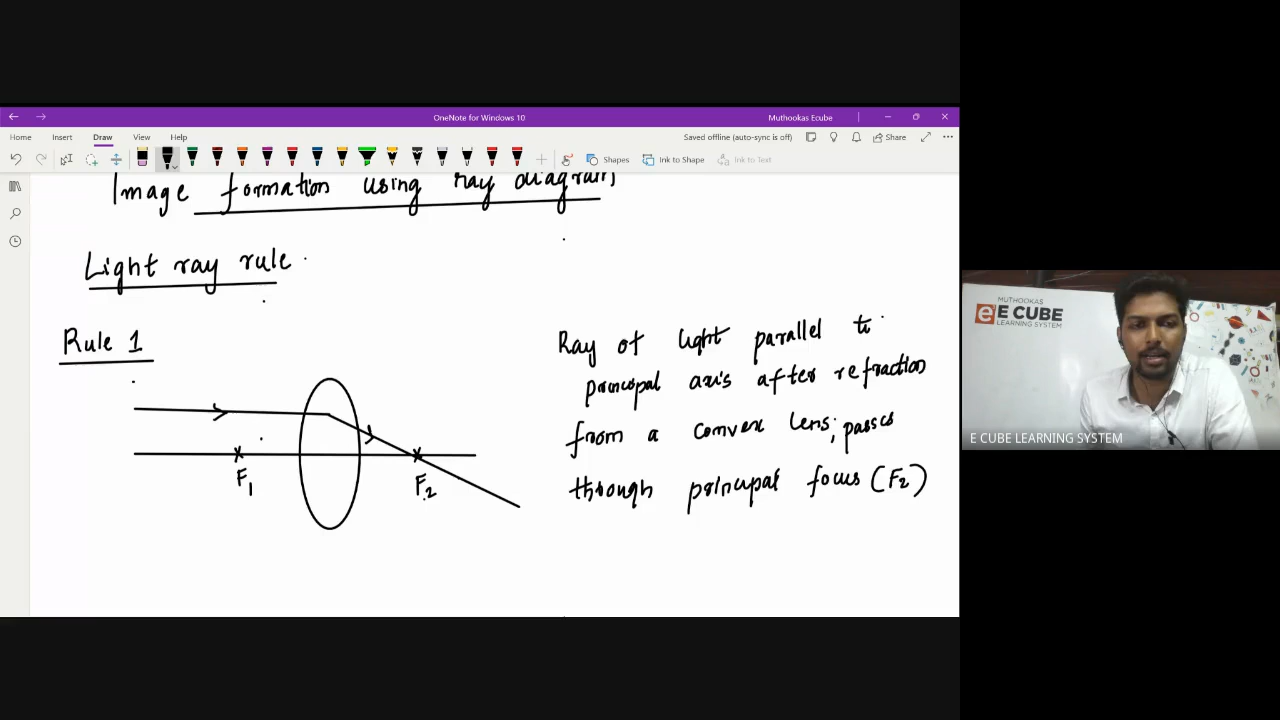 OneNote for Windows 10
Muthookas Ecube
Home Insert Draw View Help
Saved offline (auto-sync is off)
Share
Shapes
Ink to Shape
Ink to Text
Image formation using ray diagram
Light ray rule
Rule 1
F1
F2
Ray of light parallel to
principal axis after refraction
from a convex lens; passes
through principal focus (F2)
MUTHOOKAS
E CUBE
LEARNING SYSTEM
E CUBE LEARNING SYSTEM